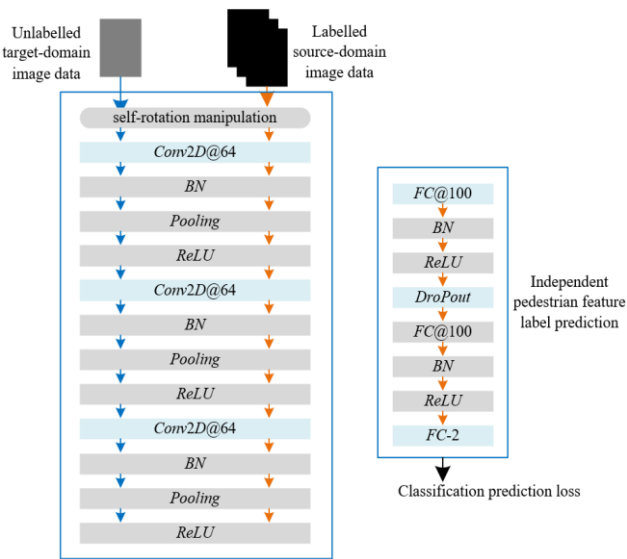 Unlabelled
target-domain
image data
Labelled
source-domain
image data
self-rotation manipulation
Conv2D@64
BN
Pooling
ReLU
Conv2D@64
BN
Pooling
ReLU
Conv2D@64
BN
Pooling
ReLU
FC@100
BN
ReLU
DroPout
FC@100
BN
ReLU
FC-2
Independent
pedestrian feature
label prediction
Classification prediction loss